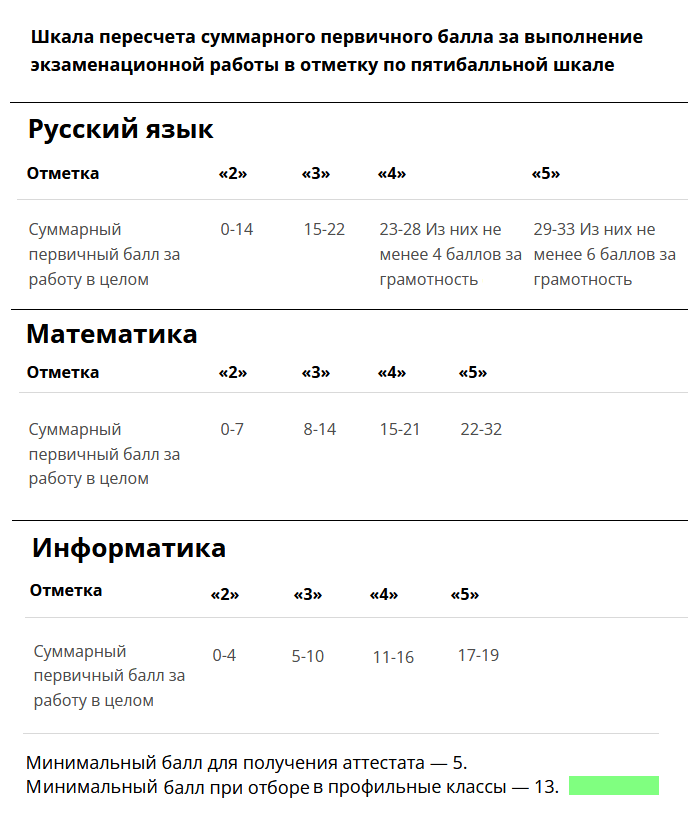 Шкала пересчета суммарного первичного балла за выполнение
экзаменационной работы в отметку по пятибалльной шкале
Русский язык
Отметка «2» «3» «4» «5»
Суммарный 0-14 15-22 23-28 Из них не 29-33 Из них не
первичный балл за менее 4 баллов за менее 6 баллов за
работу в целом грамотность грамотность
Математика
Отметка «2» «3» «4» «5»
Суммарный 0-7 8-14 15-21 22-32
первичный балл за
работу в целом
Информатика
Отметка «2» «3» «4» «5»
Суммарный 0-4 5-10 11-16 17-19
первичный балл за
работу в целом
Минимальный балл для получения аттестата — 5.
Минимальный балл при отборе в профильные классы — 13.